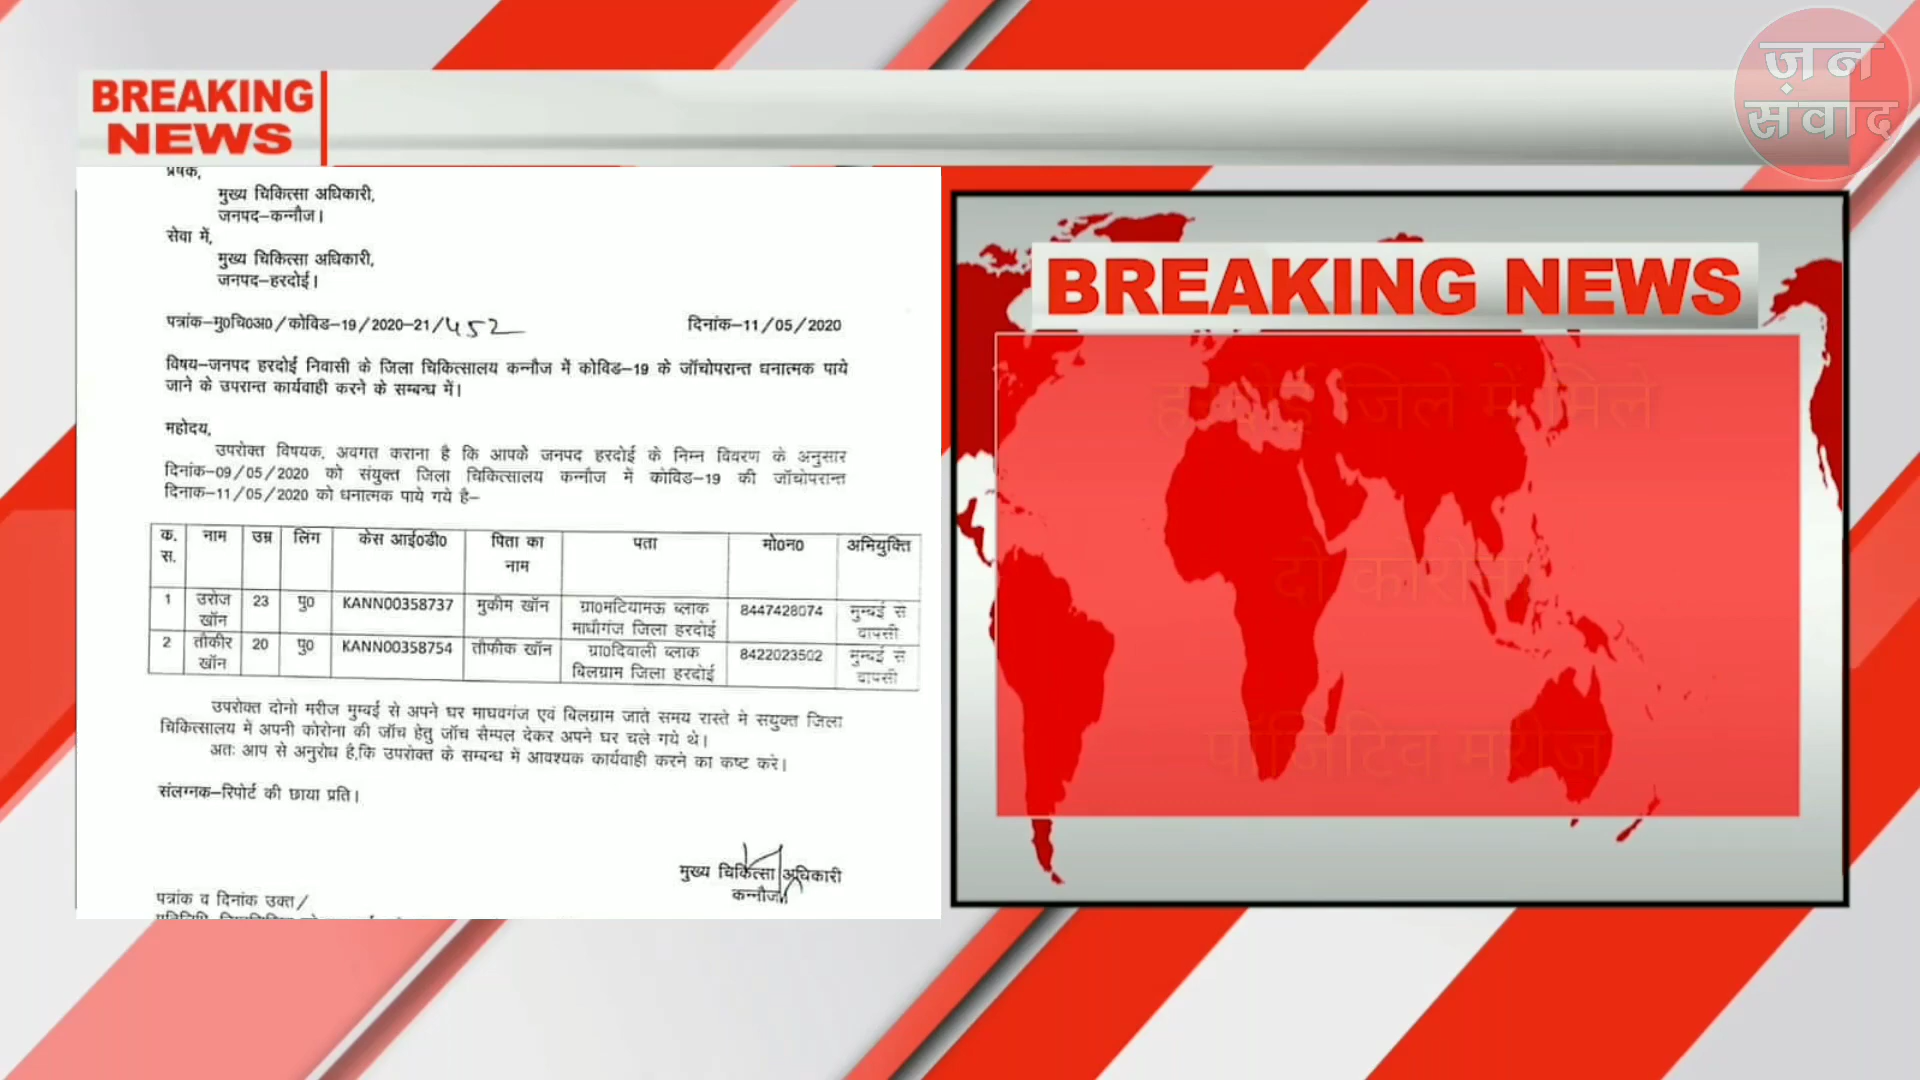 BREAKING
NEWS
ज़न
संवाद
प्रेषक,
मुख्य चिकित्सा अधिकारी,
जनपद–कन्नौज।
सेवा में,
मुख्य चिकित्सा अधिकारी,
जनपद–हरदोई।
पत्रांक–मु0चि0अ0/कोविड–19/2020–21/452 दिनांक–11/05/2020
विषय–जनपद हरदोई निवासी के जिला चिकित्सालय कन्नौज में कोविड–19 के जॉचोपरान्त धनात्मक पाये
जाने के उपरान्त कार्यवाही करने के सम्बन्ध में।
महोदय,
उपरोक्त विषयक, अवगत कराना है कि आपके जनपद हरदोई के निम्न विवरण के अनुसार
दिनांक–09/05/2020 को संयुक्त जिला चिकित्सालय कन्नौज में कोविड–19 की जॉचोपरान्त
दिनाक–11/05/2020 को धनात्मक पाये गये है–
क.स. नाम उम्र लिंग केस आई0डी0 पिता का नाम पता मो0न0 अभियुक्ति
1 उरोज खॉन 23 पु0 KANN00358737 मुकीम खॉन ग्रा0मटियामऊ ब्लाक माधौगंज जिला हरदोई 8447428074 मुम्बई से वापसी
2 तौकीर खॉन 20 पु0 KANN00358754 तौफीक खॉन ग्रा0दिवाली ब्लाक बिलग्राम जिला हरदोई 8422023502 मुम्बई से वापसी
उपरोक्त दोनो मरीज मुम्बई से अपने घर माधवगंज एवं बिलग्राम जाते समय रास्ते मे सयुक्त जिला
चिकित्सालय में अपनी कोरोना की जॉच हेतु जॉच सैम्पल देकर अपने घर चले गये थे।
अतः आप से अनुरोध है,कि उपरोक्त के सम्बन्ध में आवश्यक कार्यवाही करने का कष्ट करे।
संलग्नक–रिपोर्ट की छाया प्रति।
मुख्य चिकित्सा अधिकारी
कन्नौज
पत्रांक व दिनांक उक्त/
BREAKING NEWS
हरदोई जिले में मिले
दो कोरोना
पॉजिटिव मरीज़